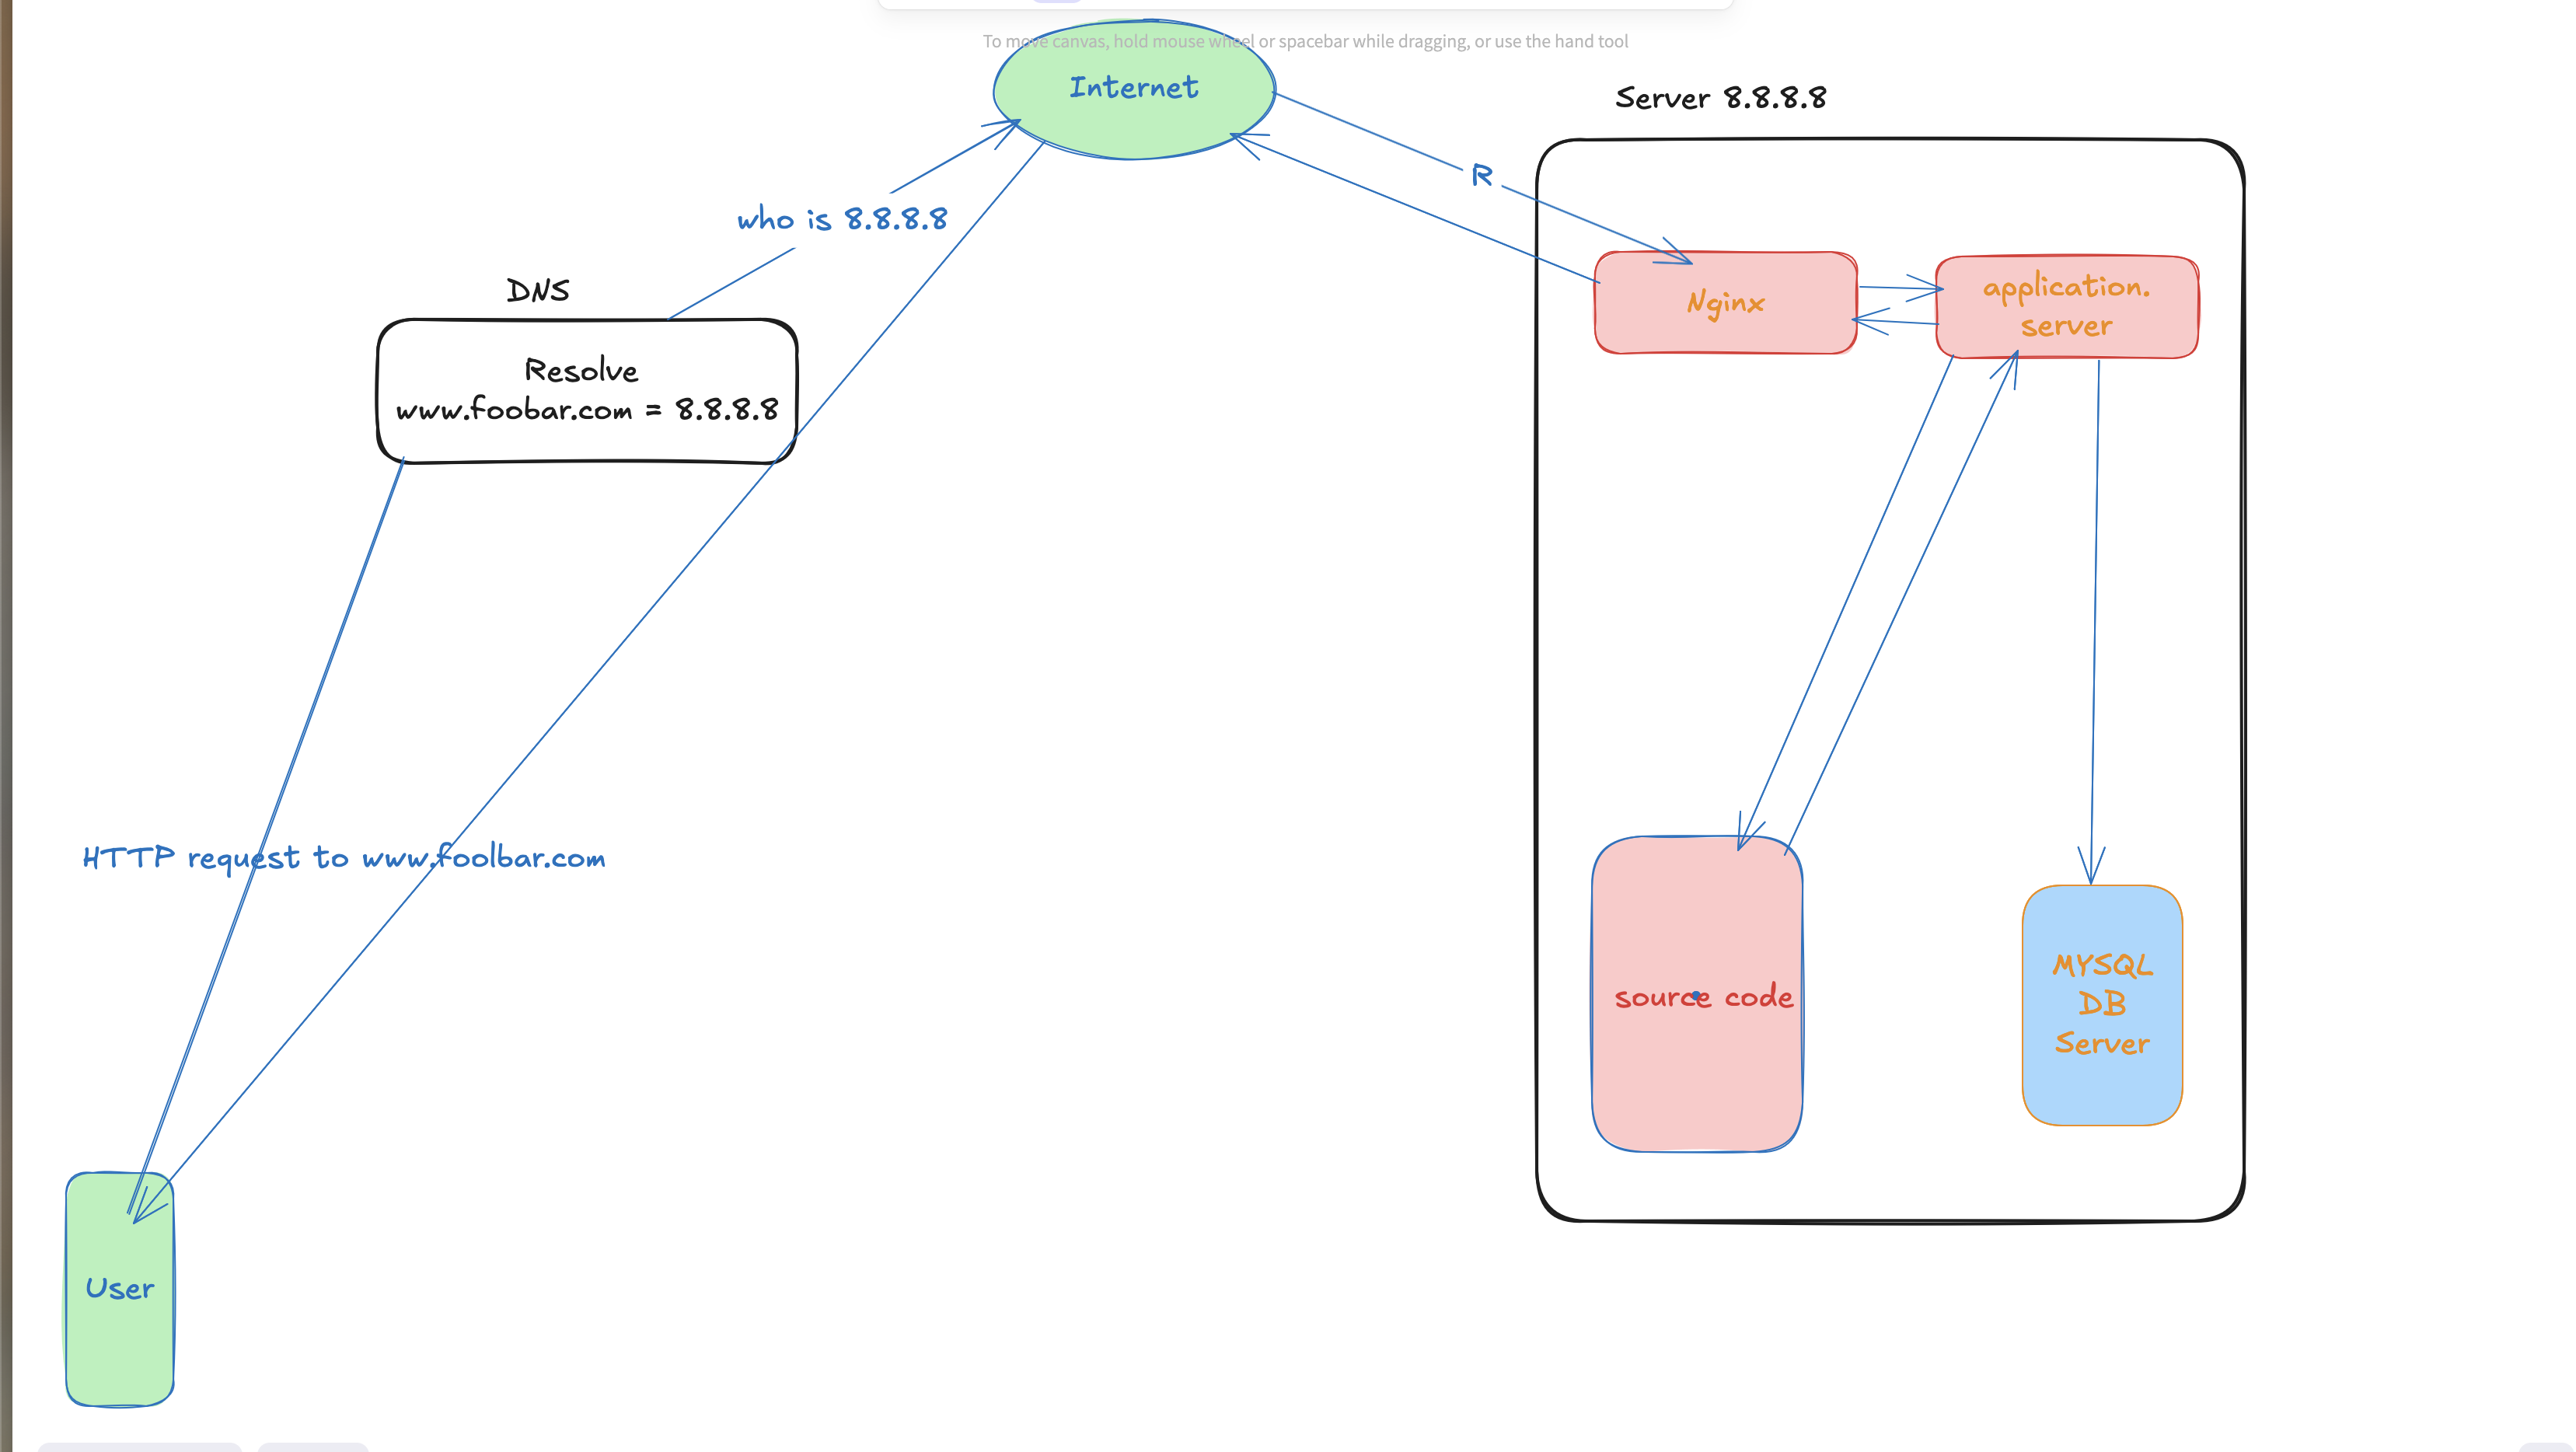 To move canvas, hold mouse wheel or spacebar while dragging, or use the hand tool
Internet
Server 8.8.8.8
R
who is 8.8.8.8
DNS
Resolve
www.foobar.com = 8.8.8.8
Nginx
application.
server
HTTP request to www.foolbar.com
source code
MYSQL
DB
Server
User